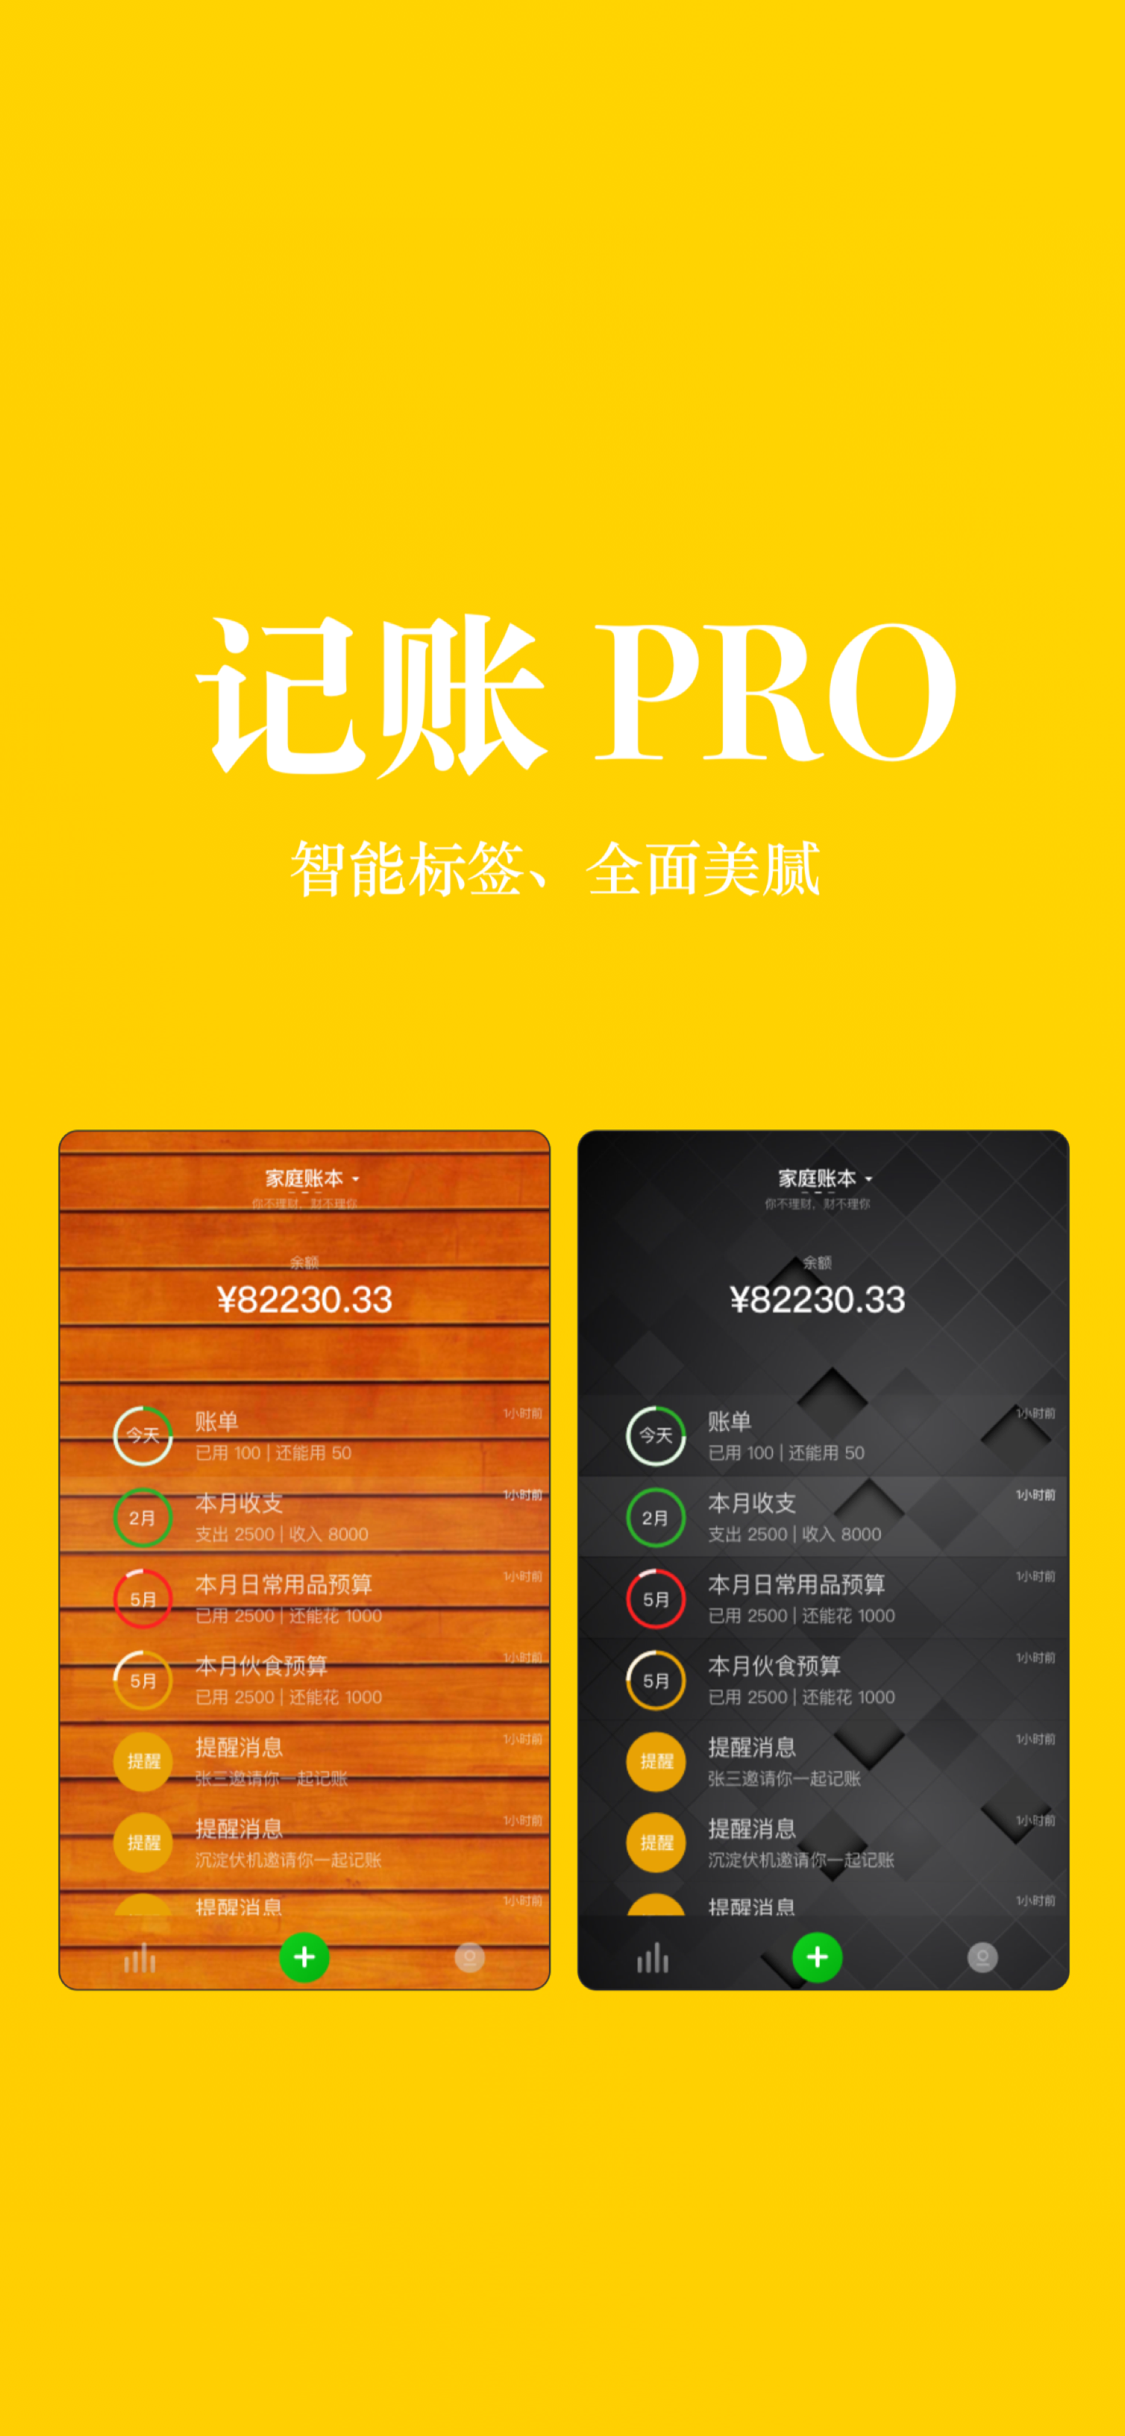 记账 PRO
智能标签、全面美腻
家庭账本
你不理财，财不理你
余额
¥82230.33
今天
账单
1小时前
已用 100 | 还能用 50
2月
本月收支
1小时前
支出 2500 | 收入 8000
5月
本月日常用品预算
1小时前
已用 2500 | 还能花 1000
5月
本月伙食预算
1小时前
已用 2500 | 还能花 1000
提醒
提醒消息
1小时前
张三邀请你一起记账
提醒
提醒消息
1小时前
沉淀伏机邀请你一起记账
提醒消息
1小时前
家庭账本
你不理财，财不理你
余额
¥82230.33
今天
账单
1小时前
已用 100 | 还能用 50
2月
本月收支
1小时前
支出 2500 | 收入 8000
5月
本月日常用品预算
1小时前
已用 2500 | 还能花 1000
5月
本月伙食预算
1小时前
已用 2500 | 还能花 1000
提醒
提醒消息
1小时前
张三邀请你一起记账
提醒
提醒消息
1小时前
沉淀伏机邀请你一起记账
提醒消息
1小时前